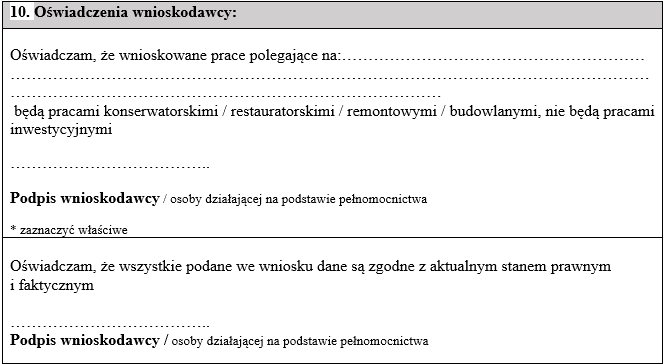 10. Oświadczenia wnioskodawcy:
Oświadczam, że wnioskowane prace polegające na:…………………………………………………
…………………………………………………………………………………………………………
………………………………………………………………………
będą pracami konserwatorskimi / restauratorskimi / remontowymi / budowlanymi, nie będą pracami
inwestycyjnymi
………………………………..
Podpis wnioskodawcy / osoby działającej na podstawie pełnomocnictwa
* zaznaczyć właściwe
Oświadczam, że wszystkie podane we wniosku dane są zgodne z aktualnym stanem prawnym
i faktycznym
………………………………..
Podpis wnioskodawcy / osoby działającej na podstawie pełnomocnictwa